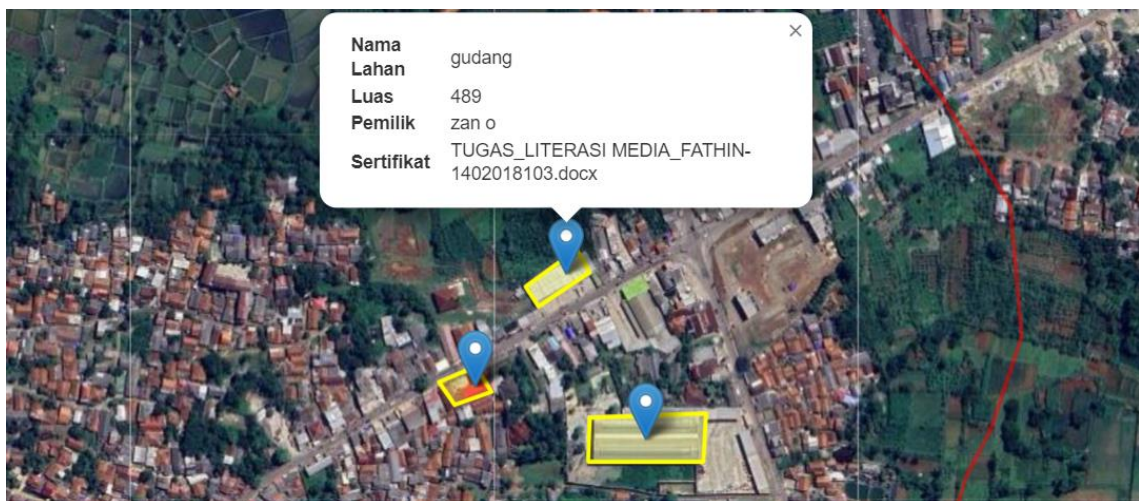 Nama Lahan gudang
Luas 489
Pemilik zan o
Sertifikat TUGAS_LITERASI MEDIA_FATHIN-
1402018103.docx